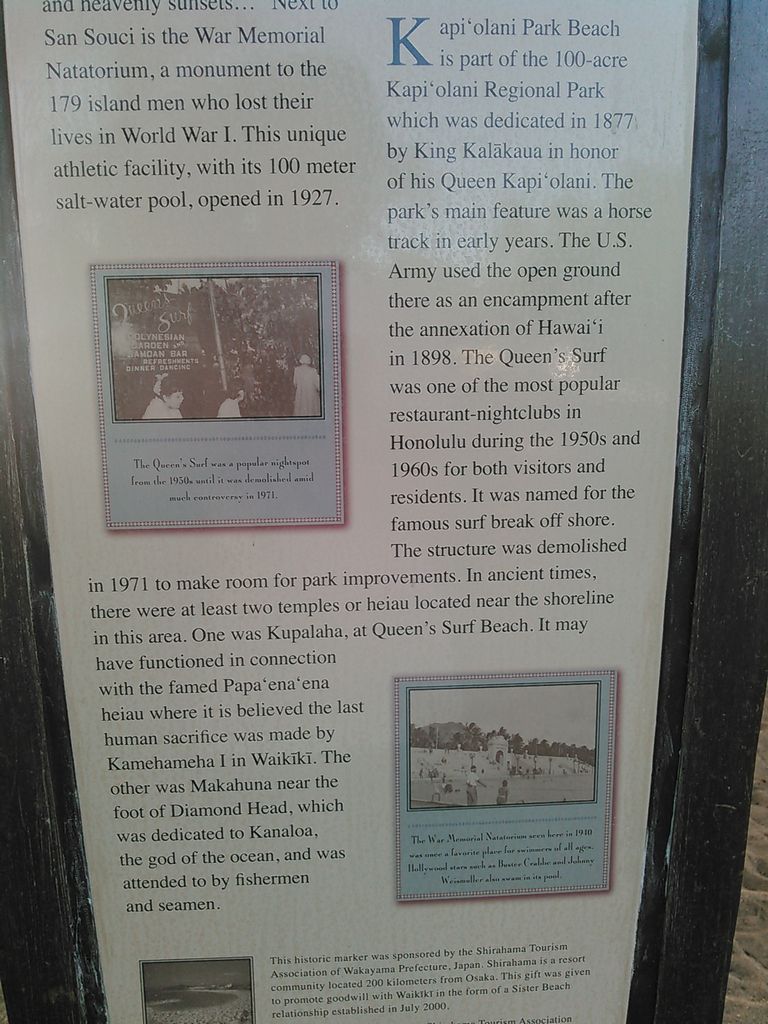 and heavenly sunsets..." Next to
San Souci is the War Memorial
Natatorium, a monument to the
179 island men who lost their
lives in World War I. This unique
athletic facility, with its 100 meter
salt-water pool, opened in 1927.
Queen's
Surf
POLYNESIAN
GARDEN AND
SAMOAN BAR
REFRESHMENTS
DINNER DANCING
The Queen's Surf was a popular nightspot
from the 1950s until it was demolished amid
much controversy in 1971.
Kapiʻolani Park Beach
is part of the 100-acre
Kapiʻolani Regional Park
which was dedicated in 1877
by King Kalākaua in honor
of his Queen Kapiʻolani. The
park's main feature was a horse
track in early years. The U.S.
Army used the open ground
there as an encampment after
the annexation of Hawaiʻi
in 1898. The Queen's Surf
was one of the most popular
restaurant-nightclubs in
Honolulu during the 1950s and
1960s for both visitors and
residents. It was named for the
famous surf break off shore.
The structure was demolished
in 1971 to make room for park improvements. In ancient times,
there were at least two temples or heiau located near the shoreline
in this area. One was Kupalaha, at Queen's Surf Beach. It may
have functioned in connection
with the famed Papaʻenaʻena
heiau where it is believed the last
human sacrifice was made by
Kamehameha I in Waikīkī. The
other was Makahuna near the
foot of Diamond Head, which
was dedicated to Kanaloa,
the god of the ocean, and was
attended to by fishermen
and seamen.
The War Memorial Natatorium seen here in 1940
was once a favorite place for swimmers of all ages.
Hollywood stars such as Buster Crabbe and Johnny
Weismuller also swam in its pool.
This historic marker was sponsored by the Shirahama Tourism
Association of Wakayama Prefecture, Japan. Shirahama is a resort
community located 200 kilometers from Osaka. This gift was given
to promote goodwill with Waikīkī in the form of a Sister Beach
relationship established in July 2000.
Tourism Association